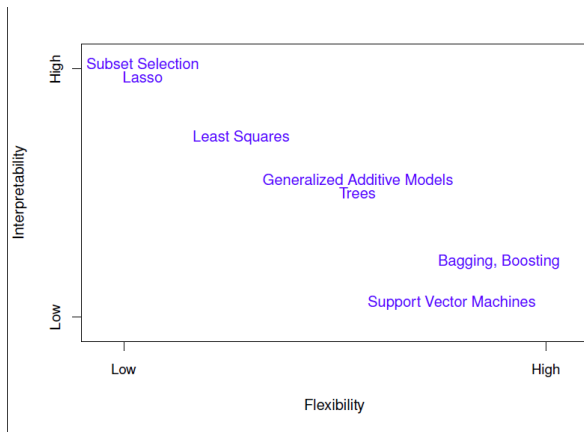 High
Subset Selection
Lasso
Least Squares
Generalized Additive Models
Trees
Interpretability
Bagging, Boosting
Support Vector Machines
Low
Low
High
Flexibility